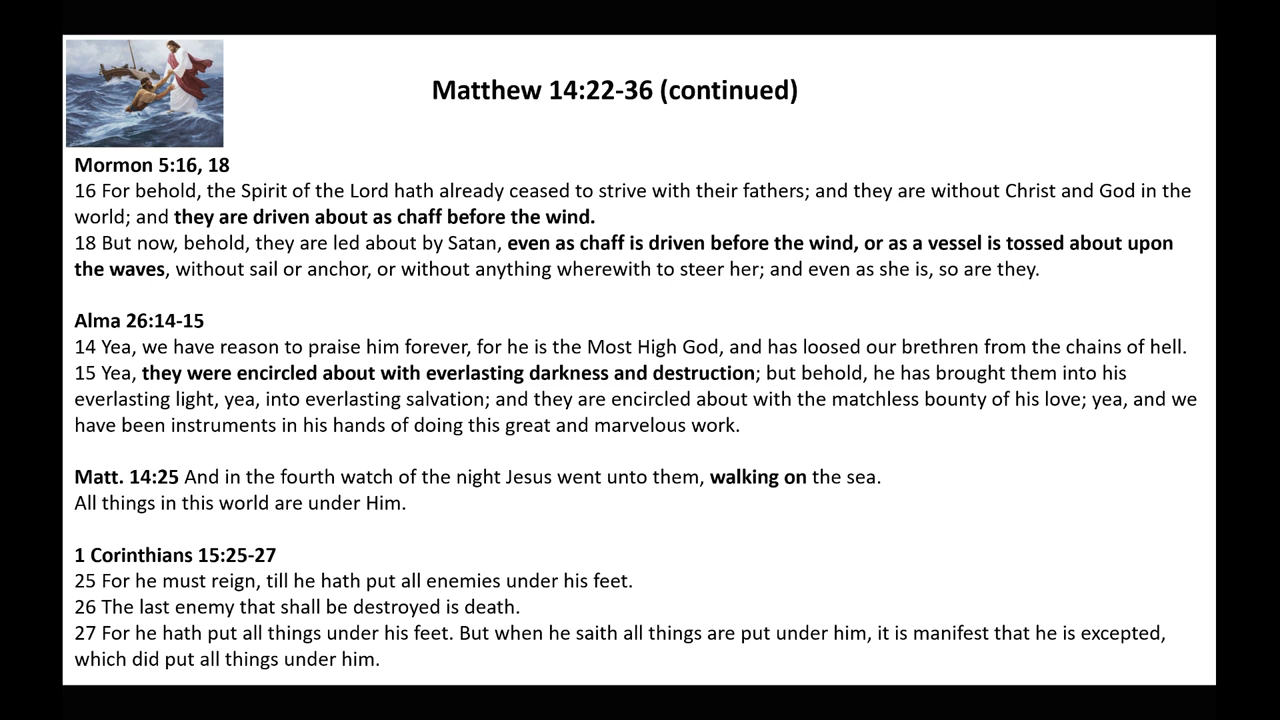 Matthew 14:22-36 (continued)
Mormon 5:16, 18
16 For behold, the Spirit of the Lord hath already ceased to strive with their fathers; and they are without Christ and God in the
world; and they are driven about as chaff before the wind.
18 But now, behold, they are led about by Satan, even as chaff is driven before the wind, or as a vessel is tossed about upon
the waves, without sail or anchor, or without anything wherewith to steer her; and even as she is, so are they.
Alma 26:14-15
14 Yea, we have reason to praise him forever, for he is the Most High God, and has loosed our brethren from the chains of hell.
15 Yea, they were encircled about with everlasting darkness and destruction; but behold, he has brought them into his
everlasting light, yea, into everlasting salvation; and they are encircled about with the matchless bounty of his love; yea, and we
have been instruments in his hands of doing this great and marvelous work.
Matt. 14:25 And in the fourth watch of the night Jesus went unto them, walking on the sea.
All things in this world are under Him.
1 Corinthians 15:25-27
25 For he must reign, till he hath put all enemies under his feet.
26 The last enemy that shall be destroyed is death.
27 For he hath put all things under his feet. But when he saith all things are put under him, it is manifest that he is excepted,
which did put all things under him.